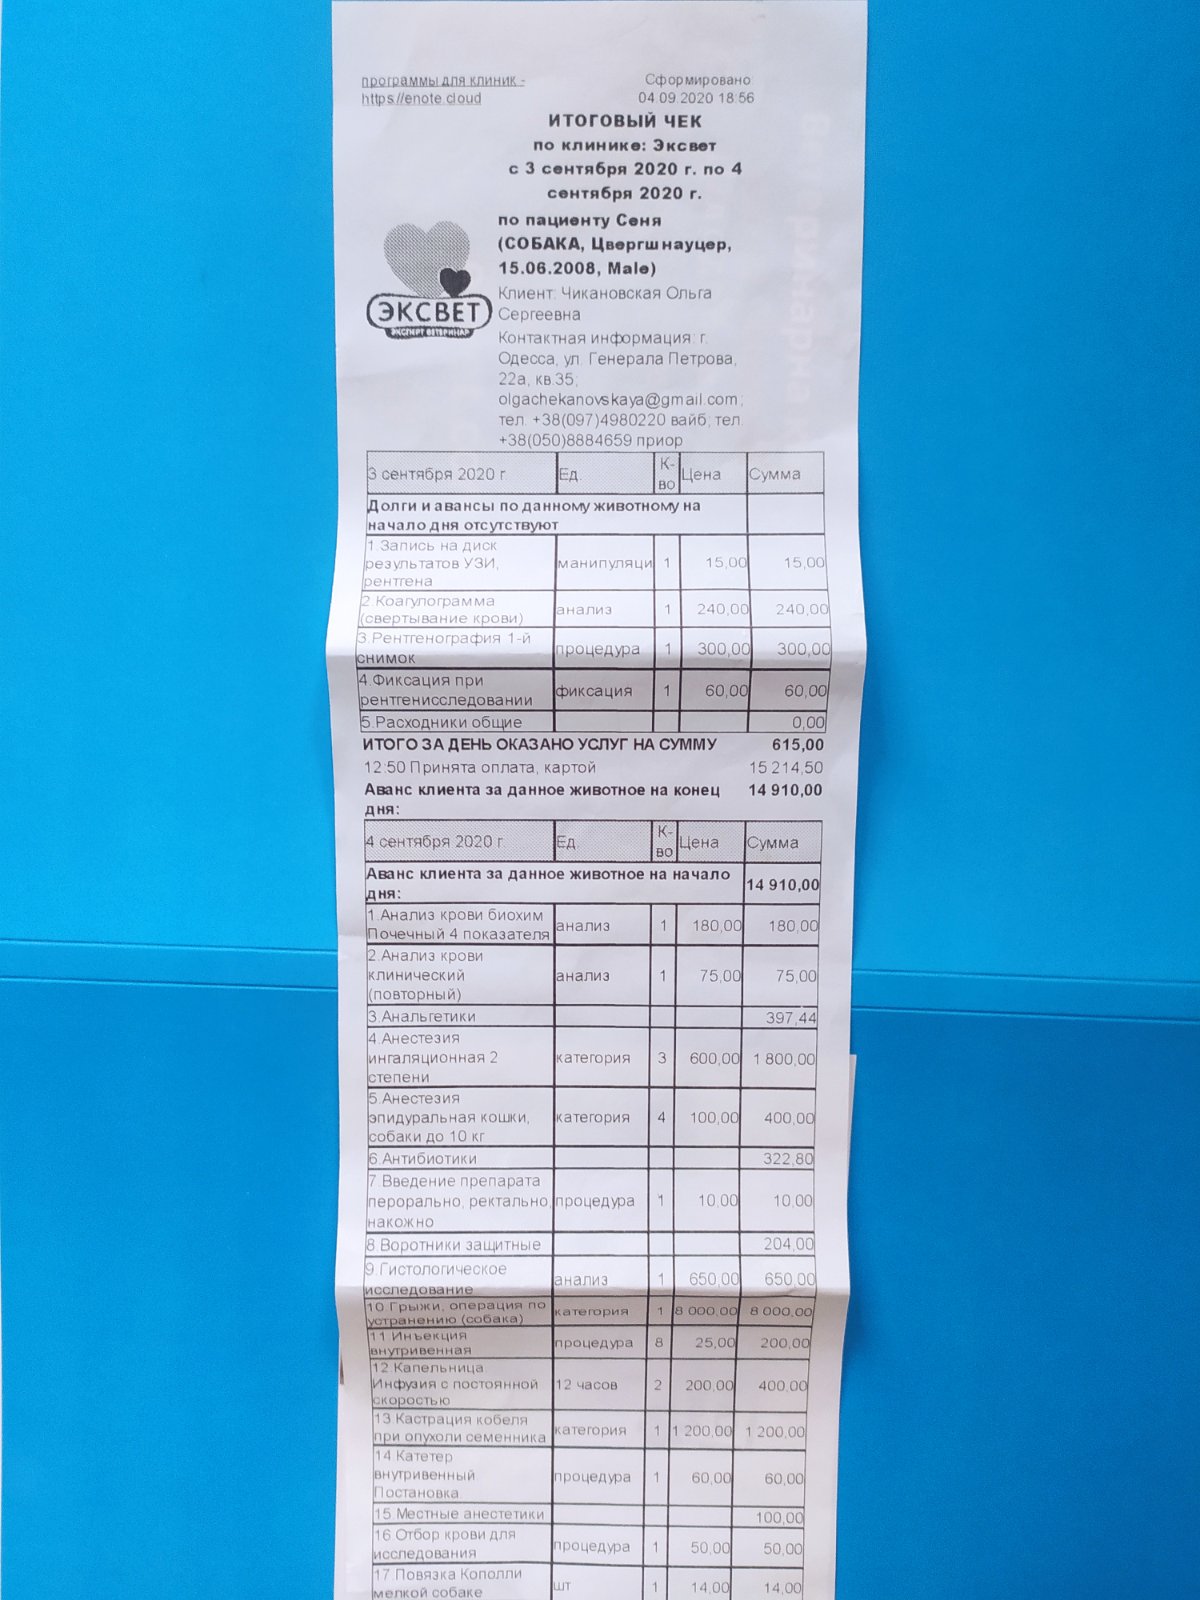 программы для клиник -
https://enote.cloud
Сформировано:
04.09.2020 18:56
ИТОГОВЫЙ ЧЕК
по клинике: Эксвет
с 3 сентября 2020 г. по 4
сентября 2020 г.
по пациенту Сеня
(СОБАКА, Цвергшнауцер,
15.06.2008, Male)
ЭКСВЕТ
ЭКСПЕРТ ВЕТЕРИНАР
Клиент: Чикановская Ольга
Сергеевна
Контактная информация: г.
Одесса, ул. Генерала Петрова,
22а, кв.35;
olgachekanovskaya@gmail.com;
тел. +38(097)4980220 вайб; тел.
+38(050)8884659 приор
3 сентября 2020 г. Ед. К-во Цена Сумма
Долги и авансы по данному животному на
начало дня отсутствуют
1.Запись на диск
результатов УЗИ, манипуляци 1 15,00 15,00
рентгена
2.Коагулограмма
(свертывание крови) анализ 1 240,00 240,00
3.Рентгенография 1-й
снимок процедура 1 300,00 300,00
4.Фиксация при
рентгенисследовании фиксация 1 60,00 60,00
5.Расходники общие 0,00
ИТОГО ЗА ДЕНЬ ОКАЗАНО УСЛУГ НА СУММУ 615,00
12:50 Принята оплата, картой 15 214,50
Аванс клиента за данное животное на конец 14 910,00
дня:
4 сентября 2020 г. Ед. К-во Цена Сумма
Аванс клиента за данное животное на начало
дня: 14 910,00
1.Анализ крови биохим
Почечный 4 показателя анализ 1 180,00 180,00
2.Анализ крови
клинический анализ 1 75,00 75,00
(повторный)
3.Анальгетики 397,44
4.Анестезия
ингаляционная 2 категория 3 600,00 1 800,00
степени
5.Анестезия
эпидуральная кошки, категория 4 100,00 400,00
собаки до 10 кг
6.Антибиотики 322,80
7.Введение препарата
перорально, ректально, процедура 1 10,00 10,00
накожно
8.Воротники защитные 204,00
9.Гистологическое
исследование анализ 1 650,00 650,00
10.Грыжи, операция по
устранению (собака) категория 1 8 000,00 8 000,00
11.Инъекция
внутривенная процедура 8 25,00 200,00
12.Капельница
Инфузия с постоянной 12 часов 2 200,00 400,00
скоростью
13.Кастрация кобеля
при опухоли семенника категория 1 1 200,00 1 200,00
14.Катетер
внутривенный процедура 1 60,00 60,00
Постановка
15.Местные анестетики 100,00
16.Отбор крови для
исследования процедура 1 50,00 50,00
17.Повязка Кополли
мелкой собаке шт 1 14,00 14,00